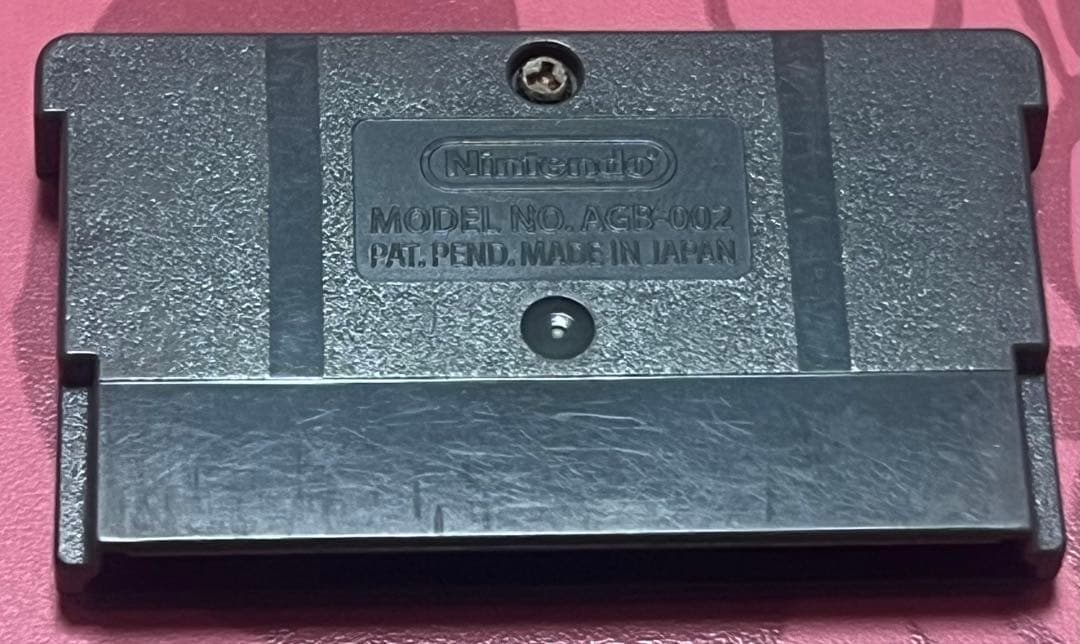 Nintendo®
MODEL NO. AGB-002
PAT. PEND. MADE IN JAPAN